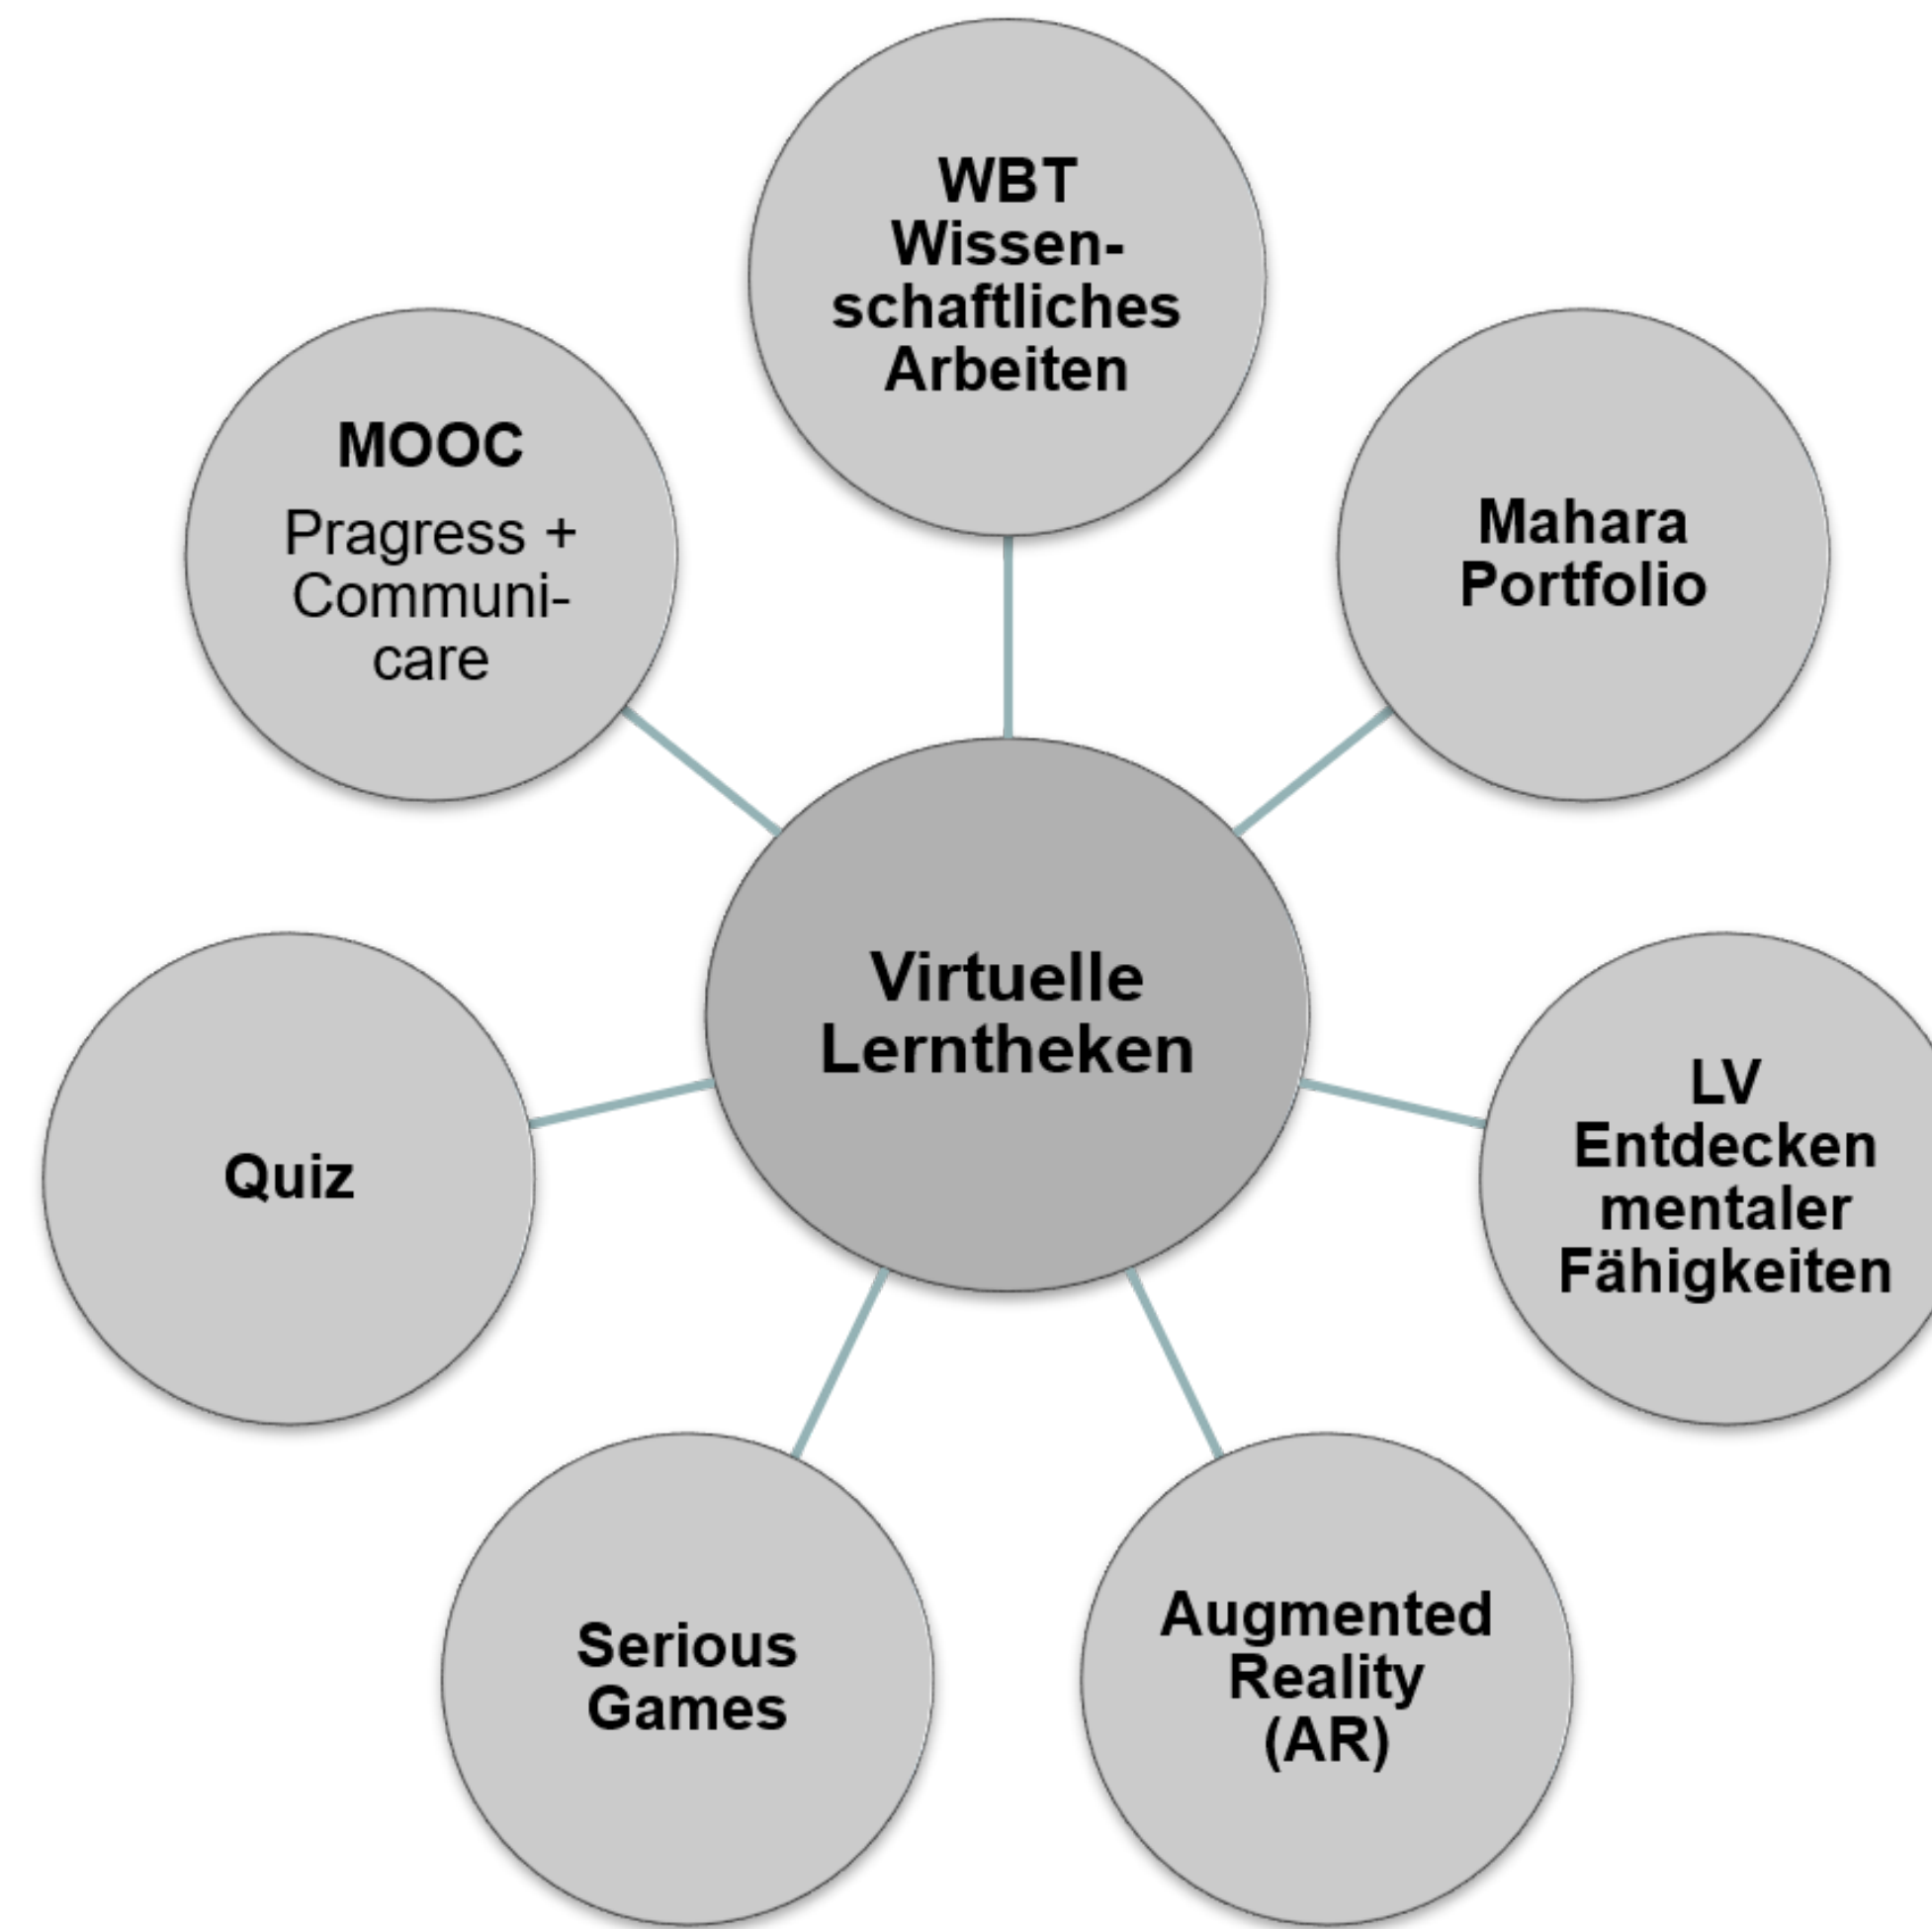 WBT
Wissen-
schaftliches
Arbeiten
MOOC
Pragress +
Communi-
care
Mahara
Portfolio
Virtuelle
Lerntheken
LV
Entdecken
mentaler
Fähigkeiten
Quiz
Serious
Games
Augmented
Reality
(AR)